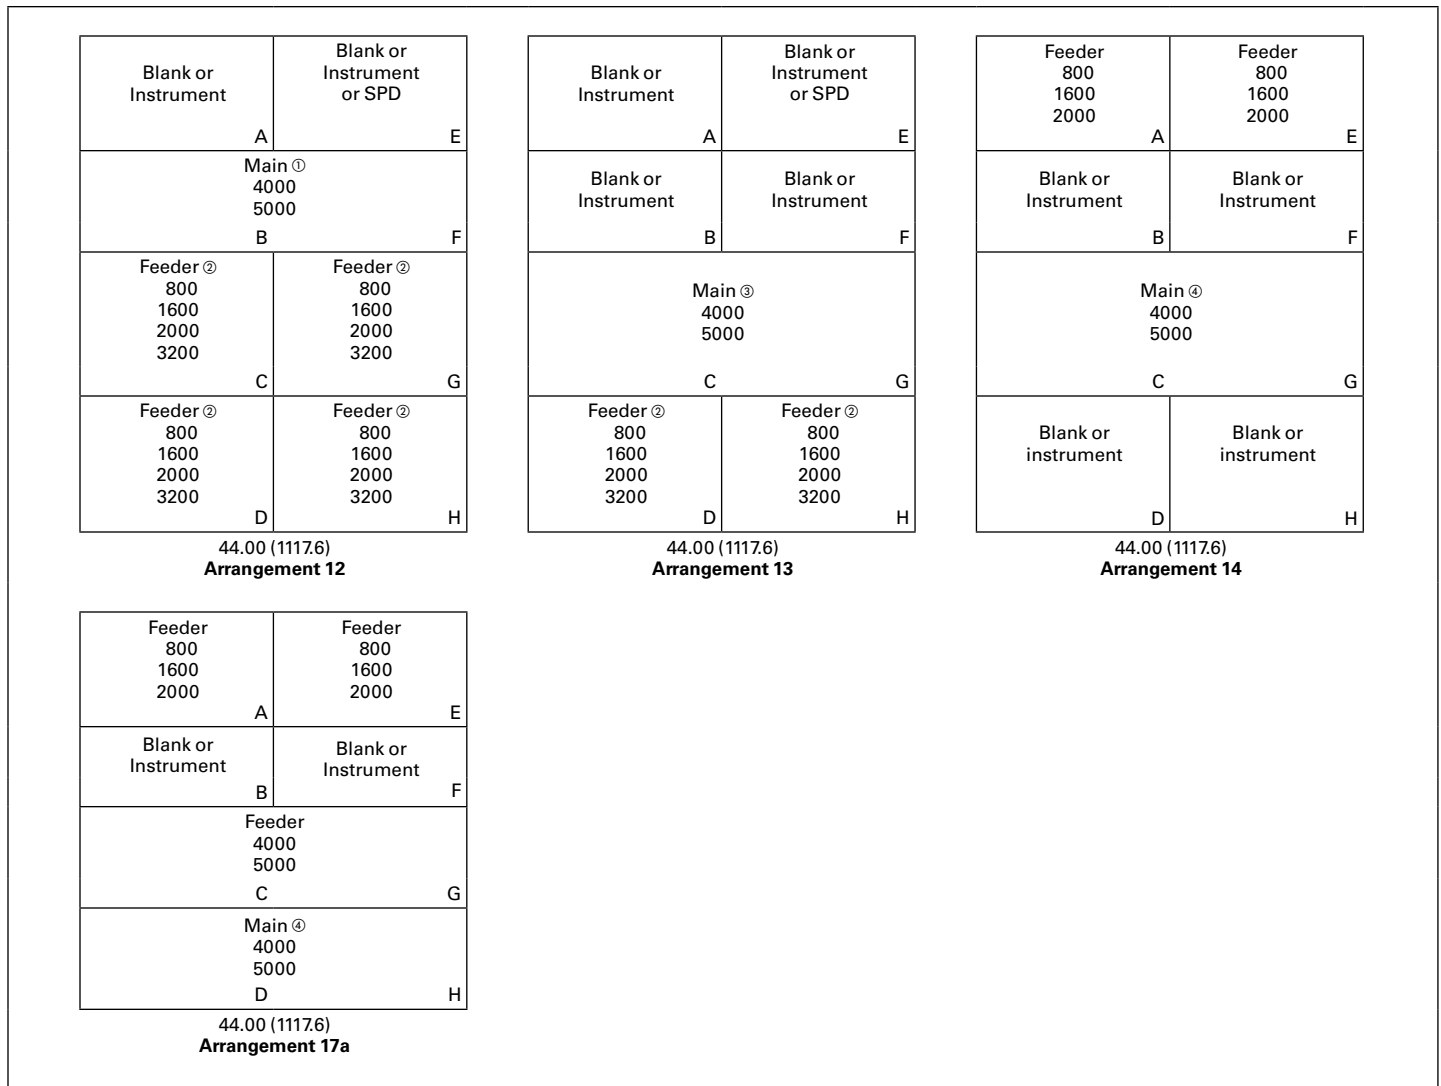 Blank or
Instrument
A
Blank or
Instrument
or SPD
E
Main ①
4000
5000
B
F
Feeder ②
800
1600
2000
3200
C
Feeder ②
800
1600
2000
3200
G
Feeder ②
800
1600
2000
3200
D
Feeder ②
800
1600
2000
3200
H
44.00 (1117.6)
Arrangement 12
Blank or
Instrument
A
Blank or
Instrument
or SPD
E
Blank or
Instrument
B
Blank or
Instrument
F
Main ③
4000
5000
C
G
Feeder ②
800
1600
2000
3200
D
Feeder ②
800
1600
2000
3200
H
44.00 (1117.6)
Arrangement 13
Feeder
800
1600
2000
A
Feeder
800
1600
2000
E
Blank or
Instrument
B
Blank or
Instrument
F
Main ④
4000
5000
C
G
Blank or
instrument
D
Blank or
instrument
H
44.00 (1117.6)
Arrangement 14
Feeder
800
1600
2000
A
Feeder
800
1600
2000
E
Blank or
Instrument
B
Blank or
Instrument
F
Feeder
4000
5000
C
G
Main ④
4000
5000
D
H
44.00 (1117.6)
Arrangement 17a